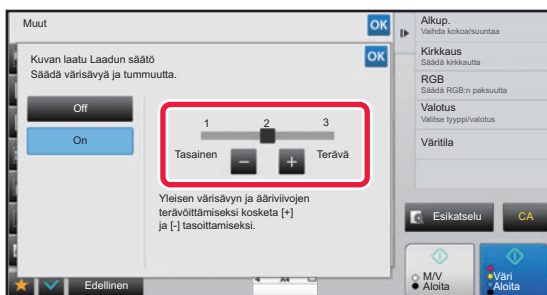 Muut
OK
Kuvan laatu Laadun säätö
Säädä värisävyä ja tummuutta.
OK
Off
On
1 2 3
Tasainen - + Terävä
Yleisen värisävyn ja ääriviivojen
terävöittämiseksi kosketa [+]
ja [-] tasoittamiseksi.
Edellinen
Alkup.
Vaihda kokoa/suuntaa
Kirkkaus
Säädä kirkkautta
RGB
Säädä RGB:n paksuutta
Valotus
Valitse tyyppi/valotus
Väritila
Esikatselu
CA
M/V
Aloita
Väri
Aloita